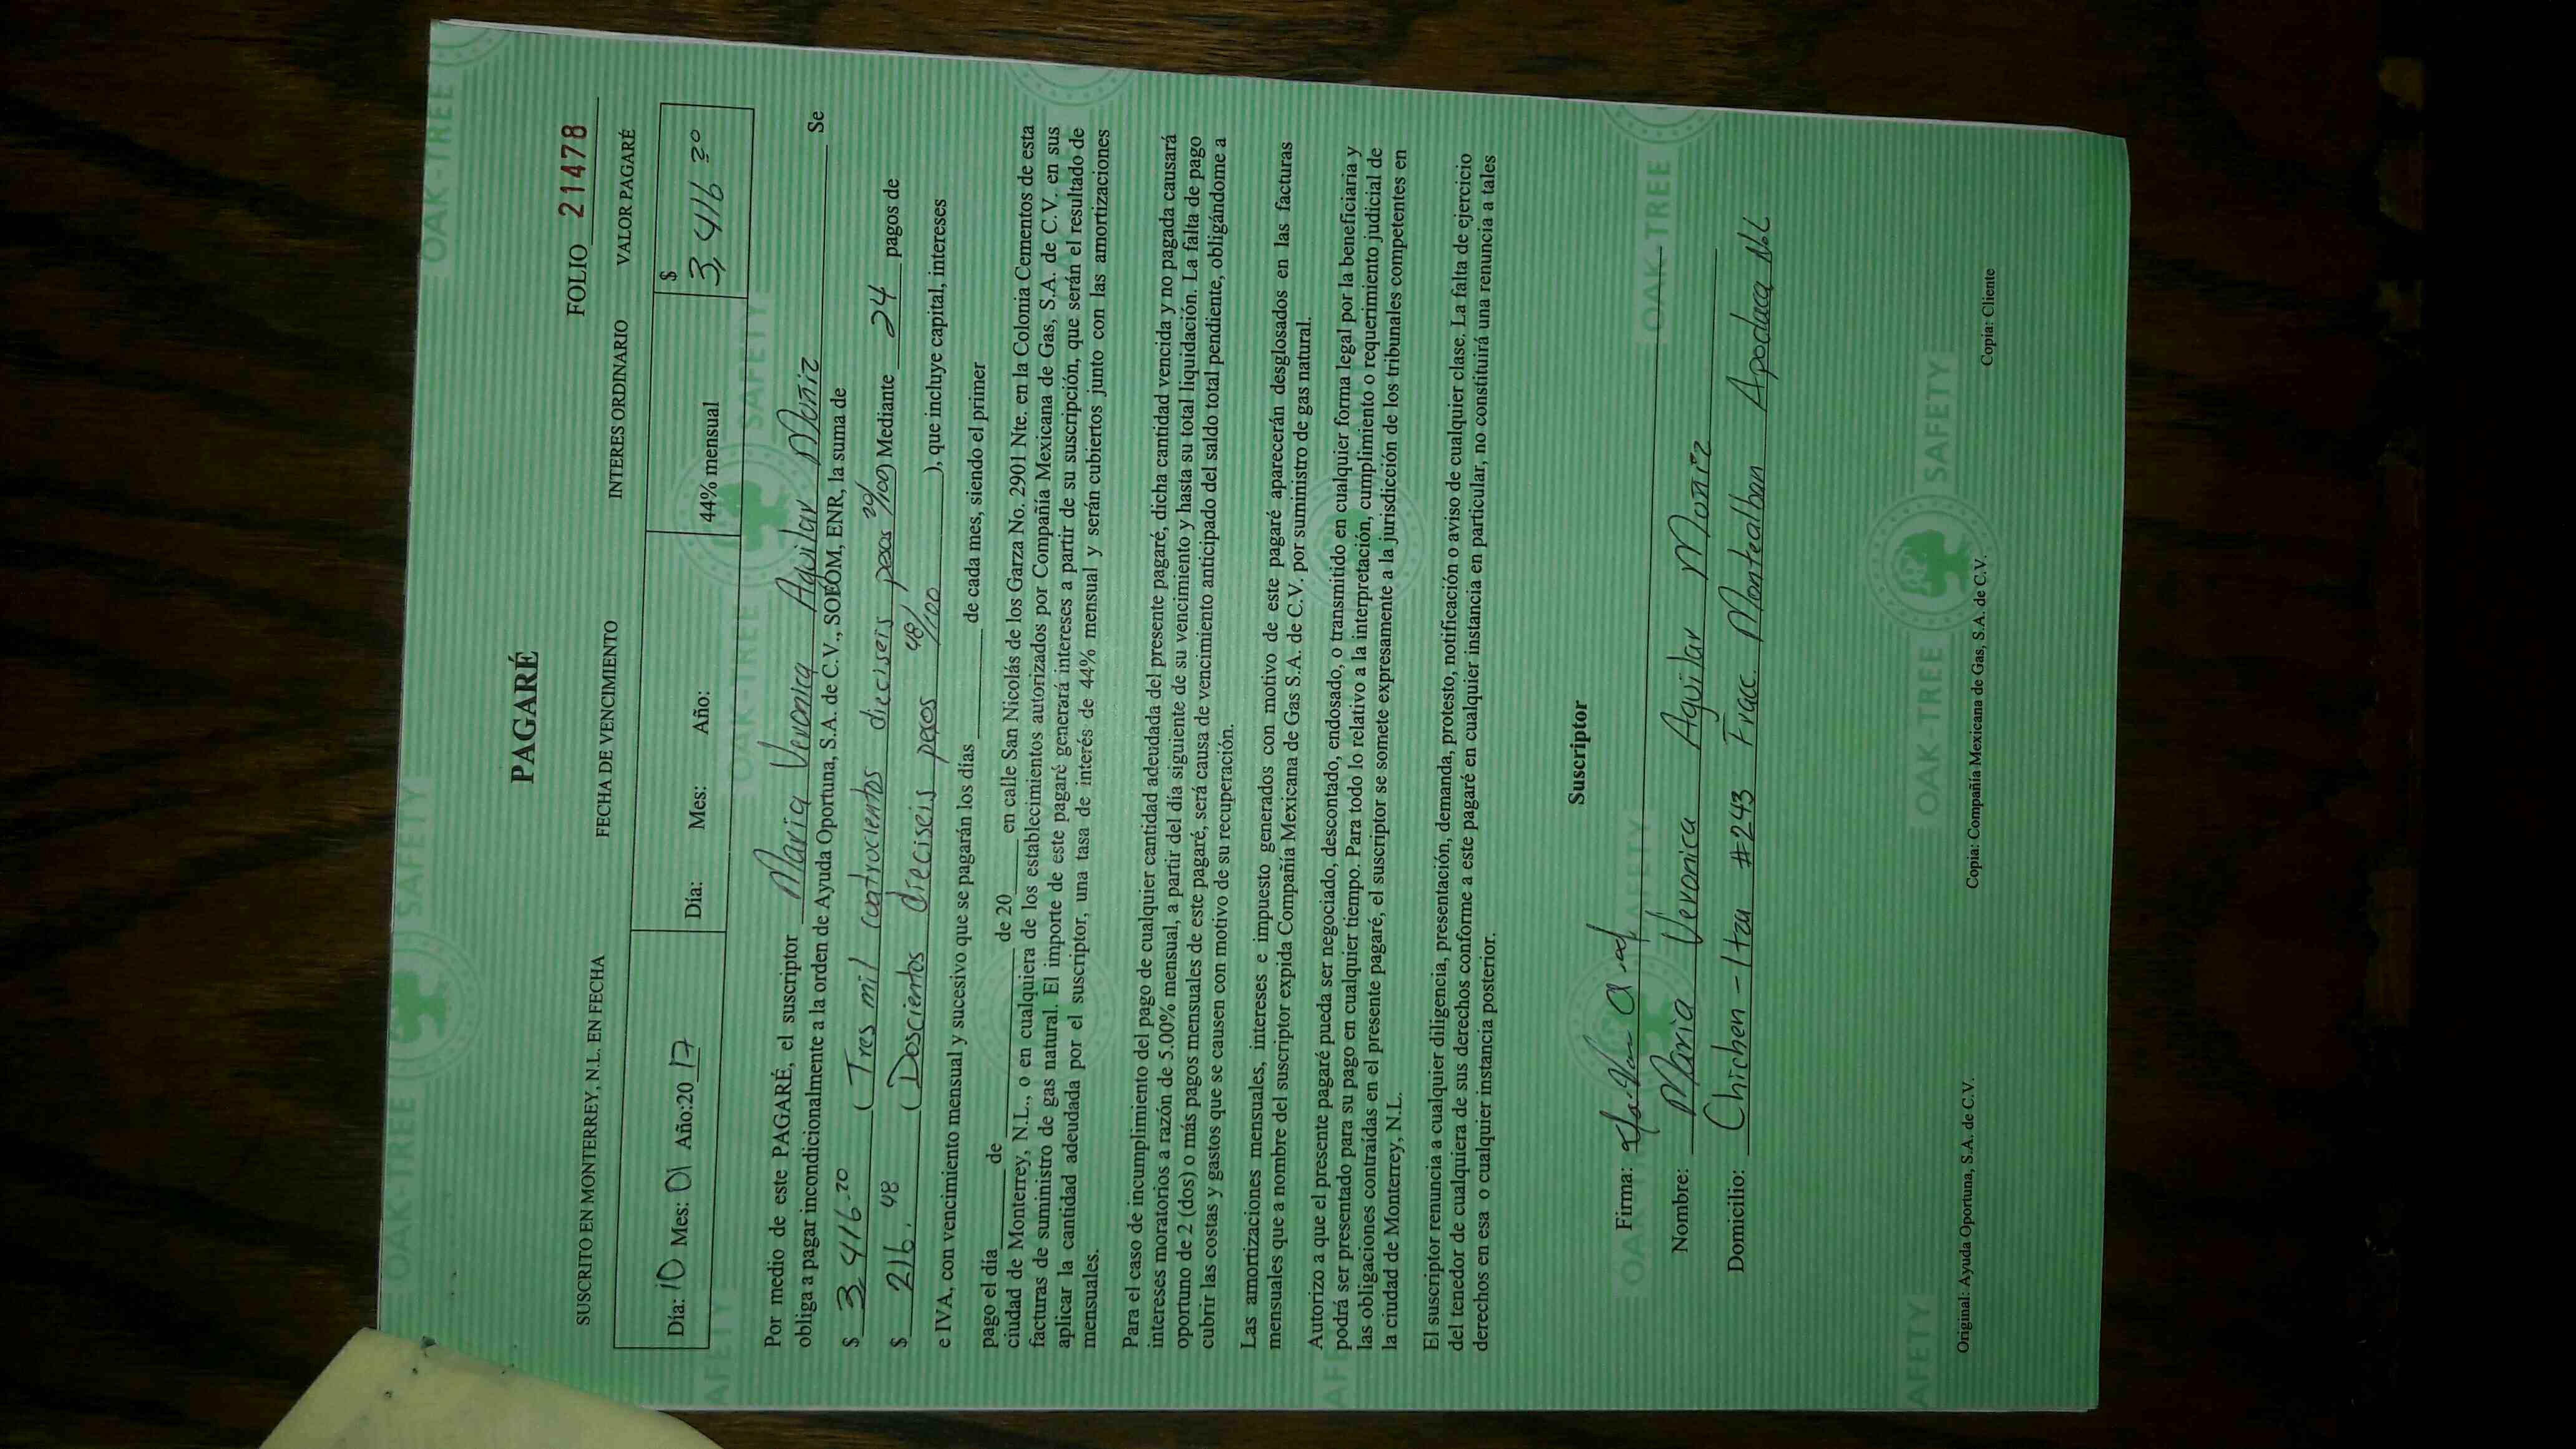 PAGARÉ
FOLIO 21478
SUSCRITO EN MONTERREY, N.L. EN FECHA FECHA DE VENCIMIENTO INTERES ORDINARIO VALOR PAGARÉ
Día: 10 Mes: 01 Año:2017 Día: Mes: Año: 44% mensual $ 3,416.20
Por medio de este PAGARÉ, el suscriptor Maria Veronica Aguilar Moñiz Se
obliga a pagar incondicionalmente a la orden de Ayuda Oportuna, S.A. de C.V., SOFOM, ENR, la suma de
$ 3,416.20 (Tres mil cuatrocientos dieciseis pesos 20/100) Mediante 24 pagos de
$ 216.48 (Doscientos dieciseis pesos 48/100 ), que incluye capital, intereses
e IVA, con vencimiento mensual y sucesivo que se pagarán los días de cada mes, siendo el primer
pago el día de de 20 en calle San Nicolás de los Garza No. 2901 Nte. en la Colonia Cementos de esta
ciudad de Monterrey, N.L., o en cualquiera de los establecimientos autorizados por Compañía Mexicana de Gas, S.A. de C.V. en sus
facturas de suministro de gas natural. El importe de este pagaré generará intereses a partir de su suscripción, que serán el resultado de
aplicar la cantidad adeudada por el suscriptor, una tasa de interés de 44% mensual y serán cubiertos junto con las amortizaciones
mensuales.
Para el caso de incumplimiento del pago de cualquier cantidad adeudada del presente pagaré, dicha cantidad vencida y no pagada causará
intereses moratorios a razón de 5.00% mensual, a partir del día siguiente de su vencimiento y hasta su total liquidación. La falta de pago
oportuno de 2 (dos) o más pagos mensuales de este pagaré, será causa de vencimiento anticipado del saldo total pendiente, obligándome a
cubrir las costas y gastos que se causen con motivo de su recuperación.
Las amortizaciones mensuales, intereses e impuesto generados con motivo de este pagaré aparecerán desglosados en las facturas
mensuales que a nombre del suscriptor expida Compañía Mexicana de Gas S.A. de C.V. por suministro de gas natural.
Autorizo a que el presente pagaré pueda ser negociado, descontado, endosado, o transmitido en cualquier forma legal por la beneficiaria y
podrá ser presentado para su pago en cualquier tiempo. Para todo lo relativo a la interpretación, cumplimiento o requerimiento judicial de
las obligaciones contraídas en el presente pagaré, el suscriptor se somete expresamente a la jurisdicción de los tribunales competentes en
la ciudad de Monterrey, N.L.
El suscriptor renuncia a cualquier diligencia, presentación, demanda, protesto, notificación o aviso de cualquier clase. La falta de ejercicio
del tenedor de cualquiera de sus derechos conforme a este pagaré en cualquier instancia en particular, no constituirá una renuncia a tales
derechos en esa o cualquier instancia posterior.
Suscriptor
Firma:
Nombre: Maria Veronica Aguilar Moñiz
Domicilio: Chichen-Itza #243 Fracc. Montealban Apodaca N.L
Original: Ayuda Oportuna, S.A. de C.V. Copia: Compañía Mexicana de Gas, S.A. de C.V. Copia: Cliente
OAK-TREE SAFETY